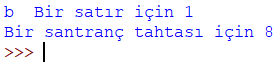 b  Bir satır için 1
Bir santranç tahtası için 8
>>>